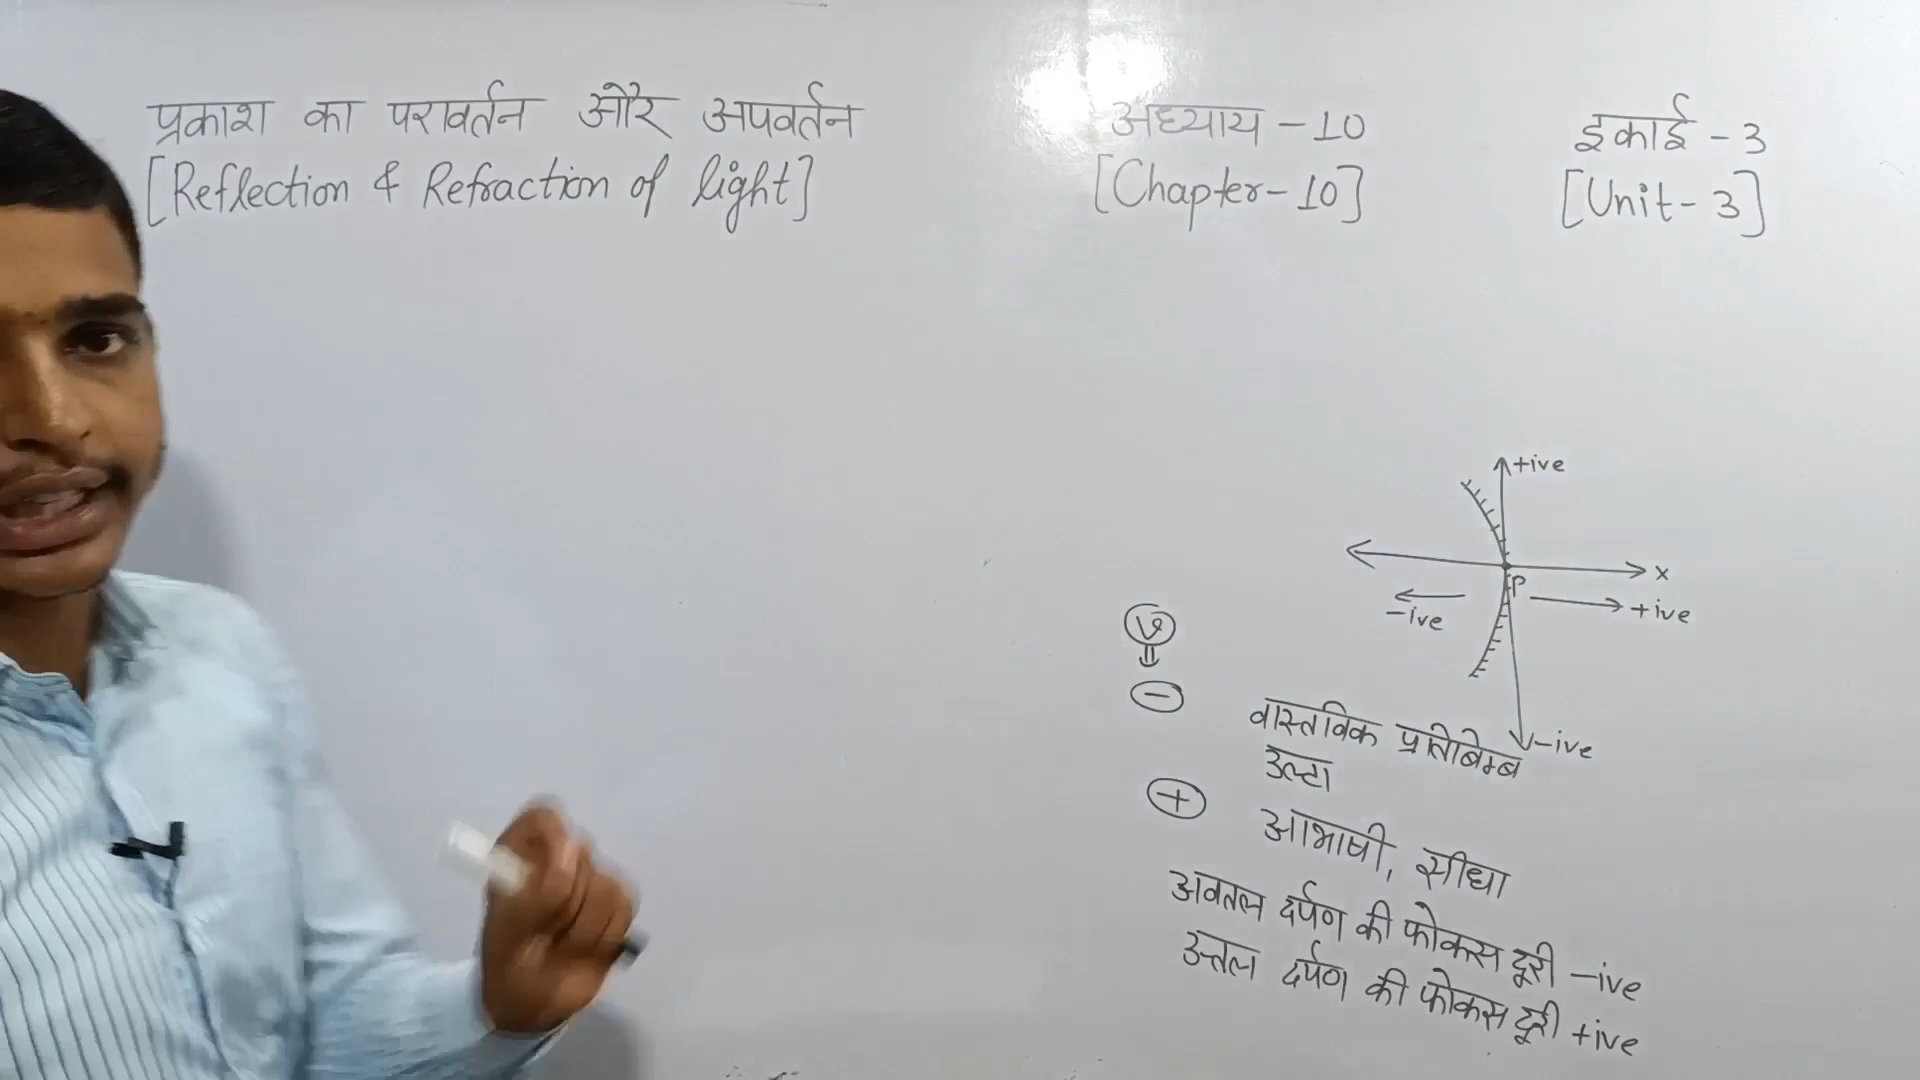 प्रकाश का परावर्तन और अपवर्तन
[Reflection & Refraction of light]
अध्याय -10
[Chapter-10]
इकाई - 3
[Unit- 3]
+ive
x
P
-ive
+ive
-ive
v
-
वास्तविक प्रतिबिम्ब
उल्टा
+
आभाषी, सीधा
अवतल दर्पण की फोकस दूरी -ive
उत्तल दर्पण की फोकस दूरी +ive